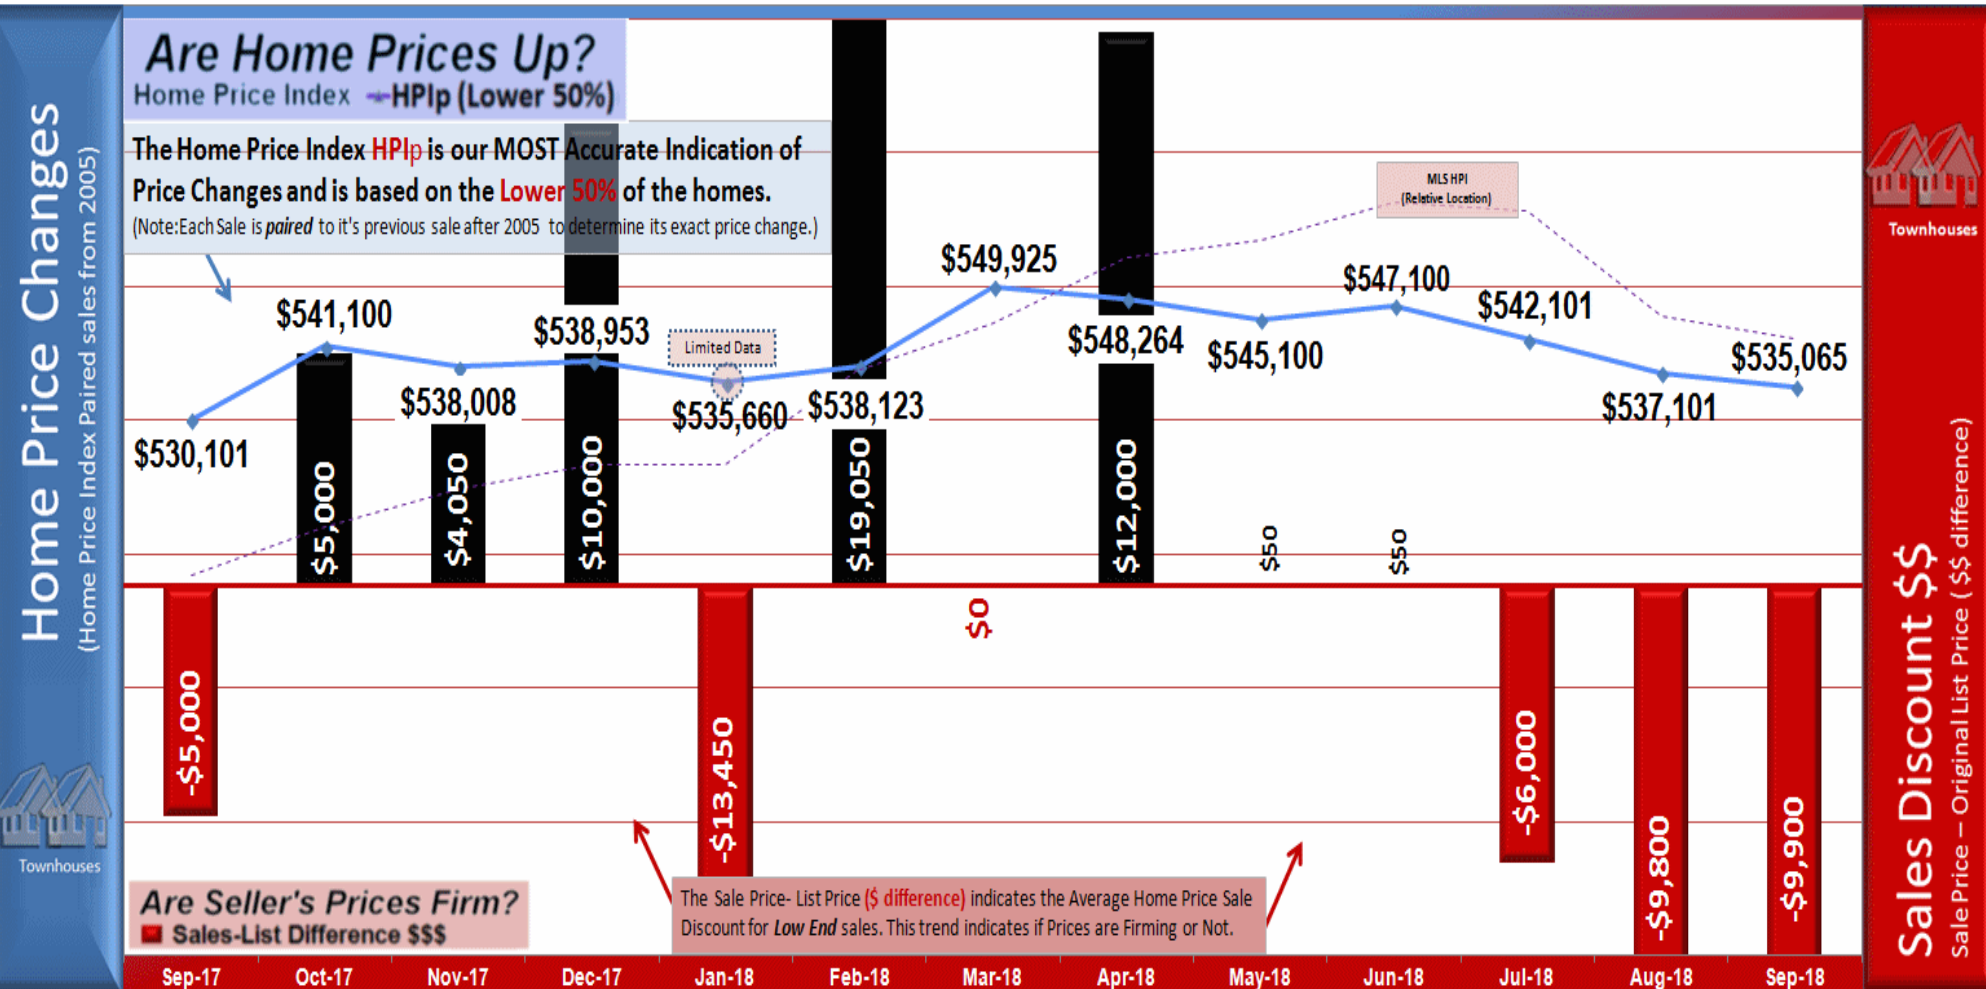 Home Price Changes
(Home Price Index Paired sales from 2005)
Townhouses
Are Home Prices Up?
Home Price Index HPIp (Lower 50%)
The Home Price Index HPIp is our MOST Accurate Indication of
Price Changes and is based on the Lower 50% of the homes.
(Note:Each Sale is paired to it's previous sale after 2005 to determine its exact price change.)
MLS HPI
(Relative Location)
Limited Data
$530,101
$541,100
$538,008
$538,953
$535,660
$538,123
$549,925
$548,264
$545,100
$547,100
$542,101
$537,101
$535,065
-$5,000
$5,000
$4,050
$10,000
-$13,450
$19,050
$0
$12,000
$50
$50
-$6,000
-$9,800
-$9,900
Are Seller's Prices Firm?
Sales-List Difference $$$
The Sale Price- List Price ($ difference) indicates the Average Home Price Sale
Discount for Low End sales. This trend indicates if Prices are Firming or Not.
Sep-17
Oct-17
Nov-17
Dec-17
Jan-18
Feb-18
Mar-18
Apr-18
May-18
Jun-18
Jul-18
Aug-18
Sep-18
Townhouses
Sales Discount $$
Sale Price – Original List Price ( $$ difference)